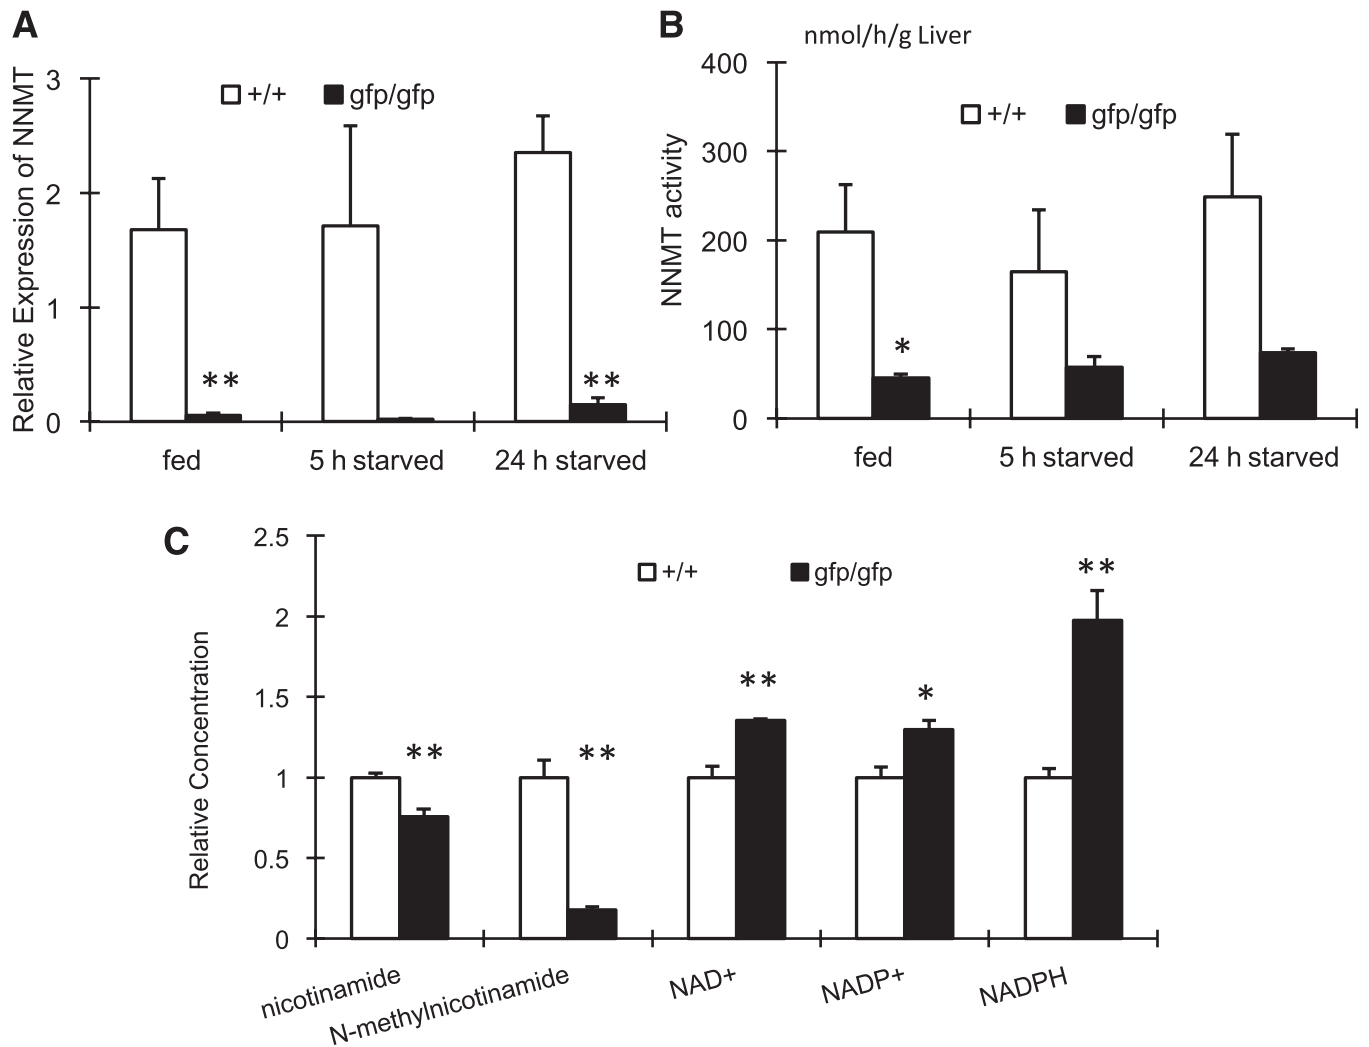 A
Relative Expression of NNMT
3
2
1
0
+/+ gfp/gfp
**
**
fed 5 h starved 24 h starved
B
nmol/h/g Liver
NNMT activity
400
300
200
100
0
+/+ gfp/gfp
*
fed 5 h starved 24 h starved
C
Relative Concentration
2.5
2
1.5
1
0.5
0
+/+ gfp/gfp
**
**
**
*
**
nicotinamide
N-methylnicotinamide
NAD+
NADP+
NADPH